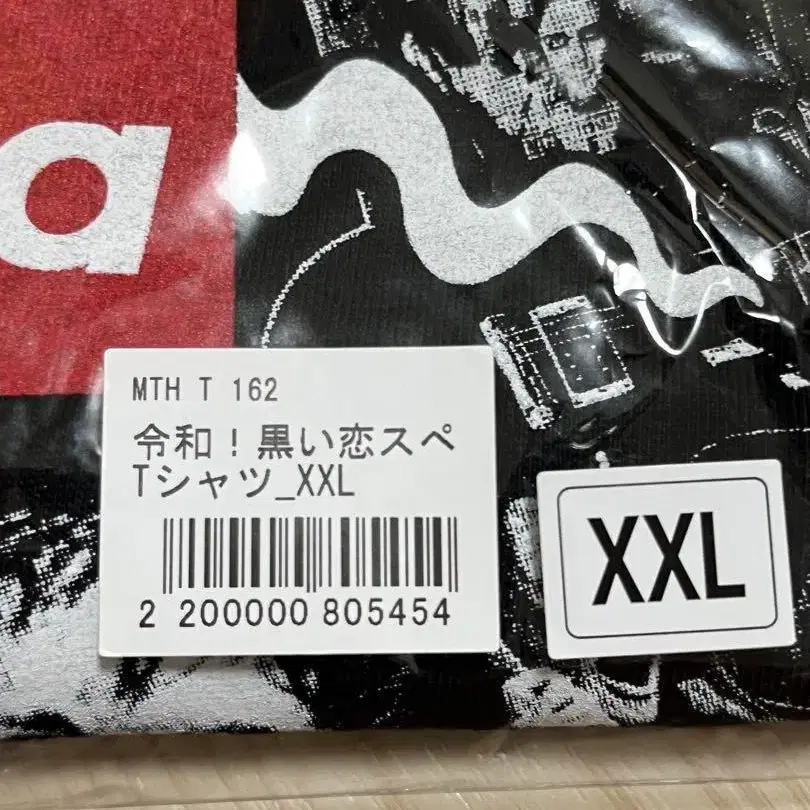 a
MTH T 162
令和！黒い恋スペ
Tシャツ_XXL
2 200000 805454
XXL